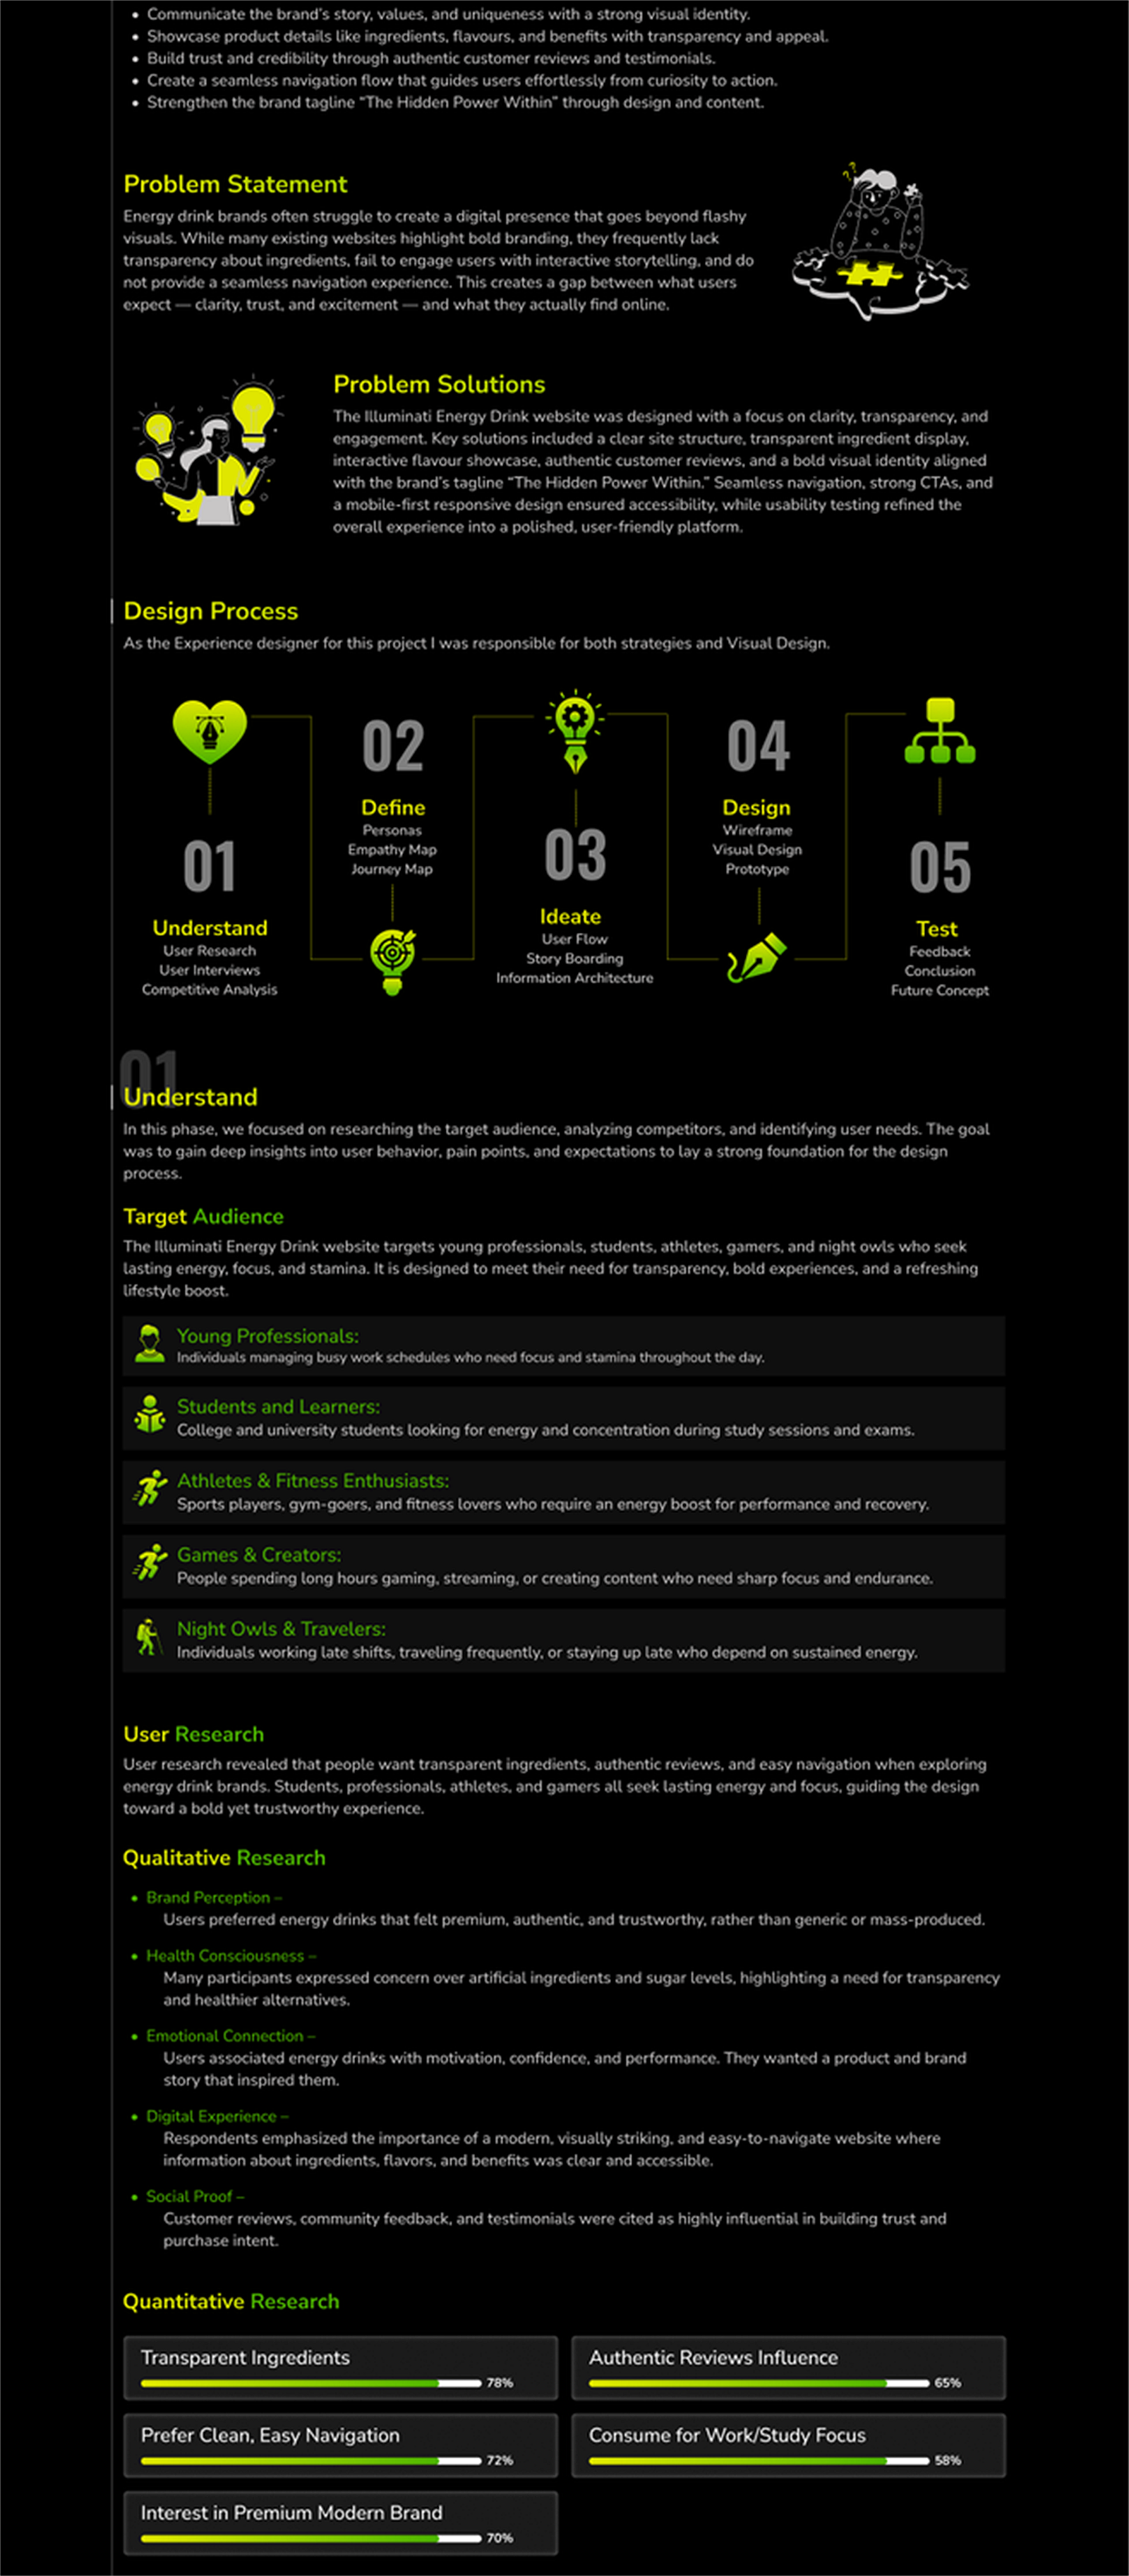 • Communicate the brand's story, values, and uniqueness with a strong visual identity.
• Showcase product details like ingredients, flavours, and benefits with transparency and appeal.
• Build trust and credibility through authentic customer reviews and testimonials.
• Create a seamless navigation flow that guides users effortlessly from curiosity to action.
• Strengthen the brand tagline “The Hidden Power Within” through design and content.
Problem Statement
Energy drink brands often struggle to create a digital presence that goes beyond flashy
visuals. While many existing websites highlight bold branding, they frequently lack
transparency about ingredients, fail to engage users with interactive storytelling, and do
not provide a seamless navigation experience. This creates a gap between what users
expect — clarity, trust, and excitement — and what they actually find online.
??
Problem Solutions
The Illuminati Energy Drink website was designed with a focus on clarity, transparency, and
engagement. Key solutions included a clear site structure, transparent ingredient display,
interactive flavour showcase, authentic customer reviews, and a bold visual identity aligned
with the brand's tagline “The Hidden Power Within.” Seamless navigation, strong CTAs, and
a mobile-first responsive design ensured accessibility, while usability testing refined the
overall experience into a polished, user-friendly platform.
Design Process
As the Experience designer for this project I was responsible for both strategies and Visual Design.
01
Understand
User Research
User Interviews
Competitive Analysis
02
Define
Personas
Empathy Map
Journey Map
03
Ideate
User Flow
Story Boarding
Information Architecture
04
Design
Wireframe
Visual Design
Prototype
05
Test
Feedback
Conclusion
Future Concept
01
Understand
In this phase, we focused on researching the target audience, analyzing competitors, and identifying user needs. The goal
was to gain deep insights into user behavior, pain points, and expectations to lay a strong foundation for the design
process.
Target Audience
The Illuminati Energy Drink website targets young professionals, students, athletes, gamers, and night owls who seek
lasting energy, focus, and stamina. It is designed to meet their need for transparency, bold experiences, and a refreshing
lifestyle boost.
Young Professionals:
Individuals managing busy work schedules who need focus and stamina throughout the day.
Students and Learners:
College and university students looking for energy and concentration during study sessions and exams.
Athletes & Fitness Enthusiasts:
Sports players, gym-goers, and fitness lovers who require an energy boost for performance and recovery.
Games & Creators:
People spending long hours gaming, streaming, or creating content who need sharp focus and endurance.
Night Owls & Travelers:
Individuals working late shifts, traveling frequently, or staying up late who depend on sustained energy.
User Research
User research revealed that people want transparent ingredients, authentic reviews, and easy navigation when exploring
energy drink brands. Students, professionals, athletes, and gamers all seek lasting energy and focus, guiding the design
toward a bold yet trustworthy experience.
Qualitative Research
• Brand Perception –
Users preferred energy drinks that felt premium, authentic, and trustworthy, rather than generic or mass-produced.
• Health Consciousness –
Many participants expressed concern over artificial ingredients and sugar levels, highlighting a need for transparency
and healthier alternatives.
• Emotional Connection –
Users associated energy drinks with motivation, confidence, and performance. They wanted a product and brand
story that inspired them.
• Digital Experience –
Respondents emphasized the importance of a modern, visually striking, and easy-to-navigate website where
information about ingredients, flavors, and benefits was clear and accessible.
• Social Proof –
Customer reviews, community feedback, and testimonials were cited as highly influential in building trust and
purchase intent.
Quantitative Research
Transparent Ingredients
78%
Authentic Reviews Influence
65%
Prefer Clean, Easy Navigation
72%
Consume for Work/Study Focus
58%
Interest in Premium Modern Brand
70%